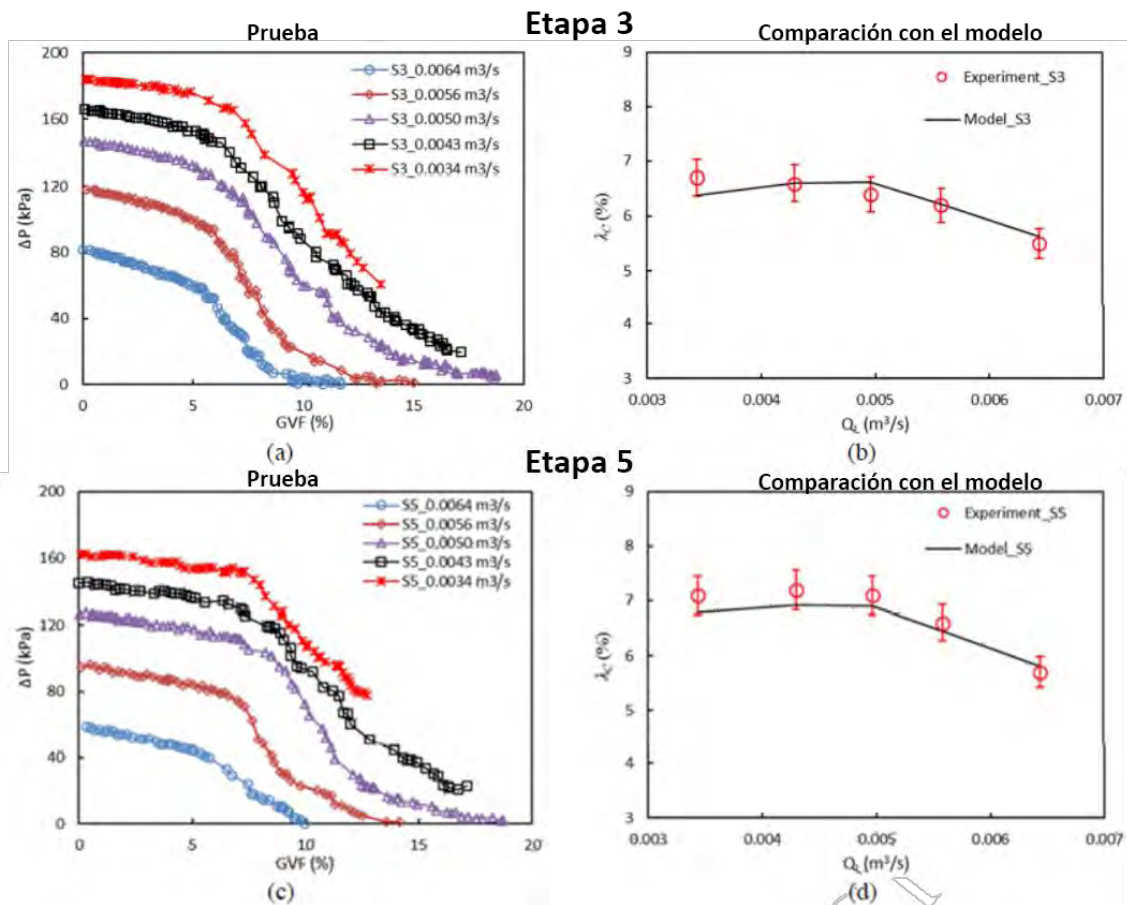 Etapa 3
Prueba
Comparación con el modelo
200
160
120
80
40
0
ΔP (kPa)
S3_0.0064 m3/s
S3_0.0056 m3/s
S3_0.0050 m3/s
S3_0.0043 m3/s
S3_0.0034 m3/s
0 5 10 15 20
GVF (%)
(a)
9
8
7
6
5
4
3
λC (%)
Experiment_S3
Model_S3
0.003 0.004 0.005 0.006 0.007
QL (m³/s)
(b)
Etapa 5
Prueba
Comparación con el modelo
200
160
120
80
40
0
ΔP (kPa)
S5_0.0064 m3/s
S5_0.0056 m3/s
S5_0.0050 m3/s
S5_0.0043 m3/s
S5_0.0034 m3/s
0 5 10 15 20
GVF (%)
(c)
9
8
7
6
5
4
3
λC (%)
Experiment_S5
Model_S5
0.003 0.004 0.005 0.006 0.007
QL (m³/s)
(d)